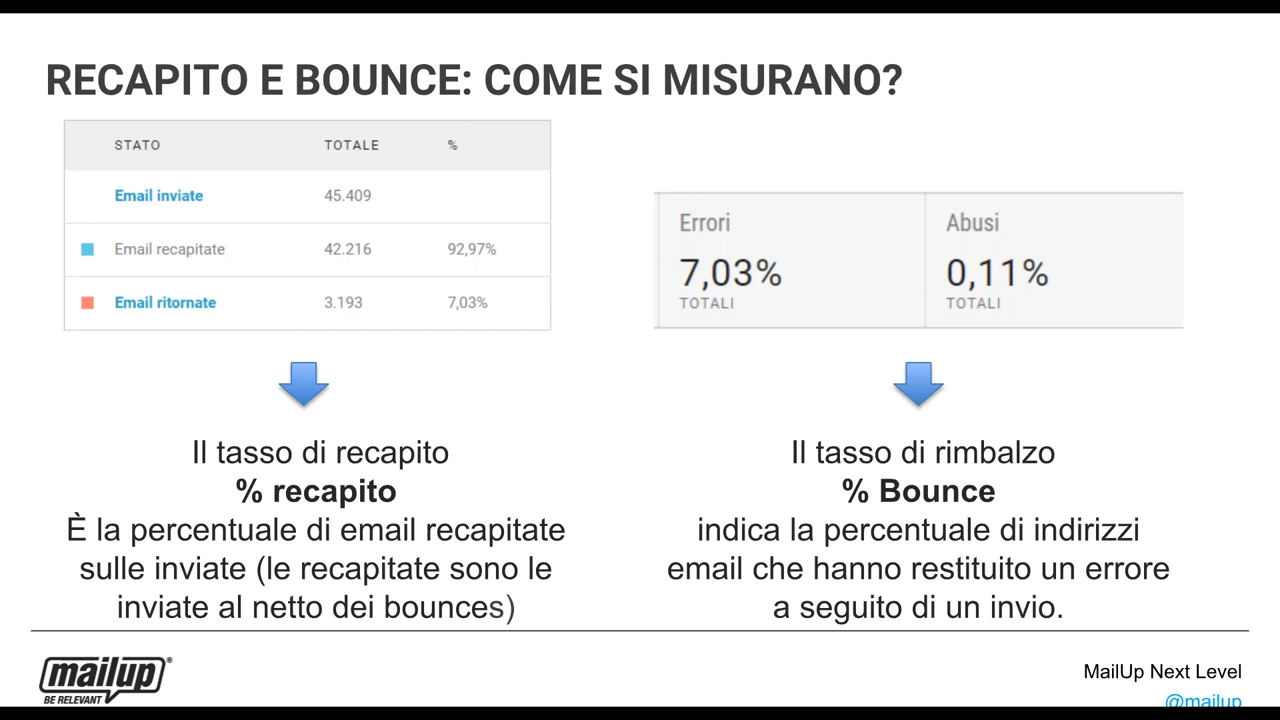 RECAPITO E BOUNCE: COME SI MISURANO?
STATO TOTALE %
Email inviate 45.409
Email recapitate 42.216 92,97%
Email ritornate 3.193 7,03%
Errori
7,03%
TOTALI
Abusi
0,11%
TOTALI
Il tasso di recapito
% recapito
È la percentuale di email recapitate
sulle inviate (le recapitate sono le
inviate al netto dei bounces)
Il tasso di rimbalzo
% Bounce
indica la percentuale di indirizzi
email che hanno restituito un errore
a seguito di un invio.
mailup®
BE RELEVANT
MailUp Next Level
@mailup